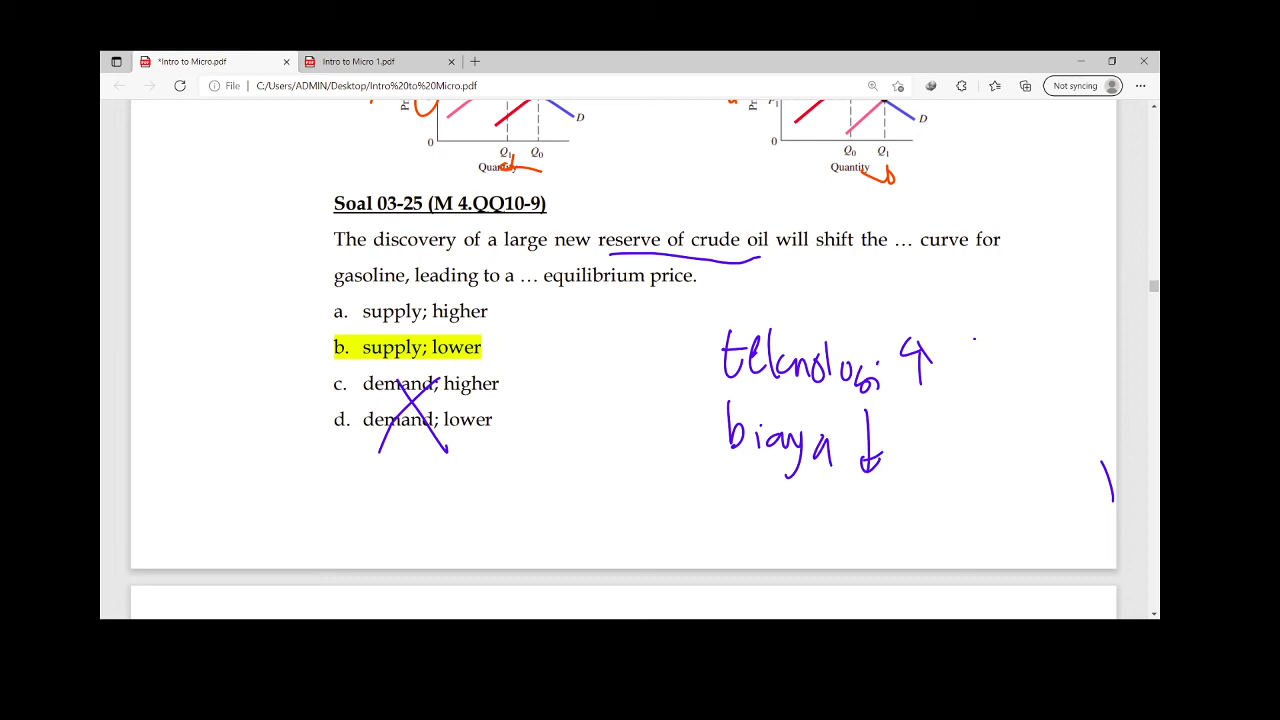 *Intro to Micro.pdf
Intro to Micro 1.pdf
File
C:/Users/ADMIN/Desktop/Intro%20to%20Micro.pdf
Not syncing
0
Q1 Q0
D
Quantity
P1
0
Q0 Q1
D
Quantity
Soal 03-25 (M 4.QQ10-9)
The discovery of a large new reserve of crude oil will shift the … curve for
gasoline, leading to a … equilibrium price.
a. supply; higher
b. supply; lower
c. demand; higher
d. demand; lower
teknologi ↑
biaya ↓